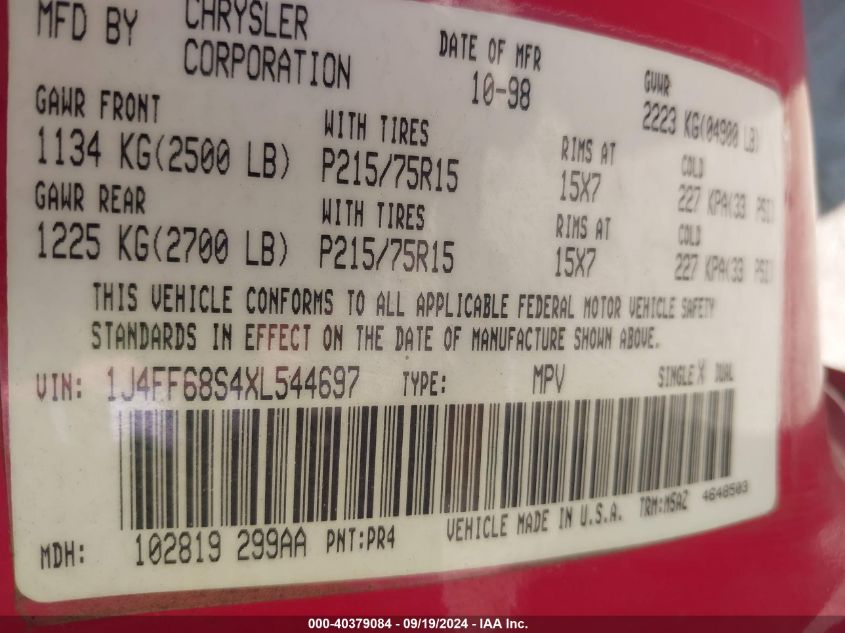 MFD BY CHRYSLER CORPORATION DATE OF MFR 10-98 GVWR 2223 KG(04900 LB)
GAWR FRONT WITH TIRES RIMS AT COLD
1134 KG(2500 LB) P215/75R15 15X7 227 KPA(33 PSI)
GAWR REAR WITH TIRES RIMS AT COLD
1225 KG(2700 LB) P215/75R15 15X7 227 KPA(33 PSI)
THIS VEHICLE CONFORMS TO ALL APPLICABLE FEDERAL MOTOR VEHICLE SAFETY
STANDARDS IN EFFECT ON THE DATE OF MANUFACTURE SHOWN ABOVE.
VIN: 1J4FF68S4XL544697 TYPE: MPV SINGLE X DUAL
MDH: 102819 299AA PNT:PR4 VEHICLE MADE IN U.S.A. TRM:M5AZ 4648503
000-40379084 - 09/19/2024 - IAA Inc.